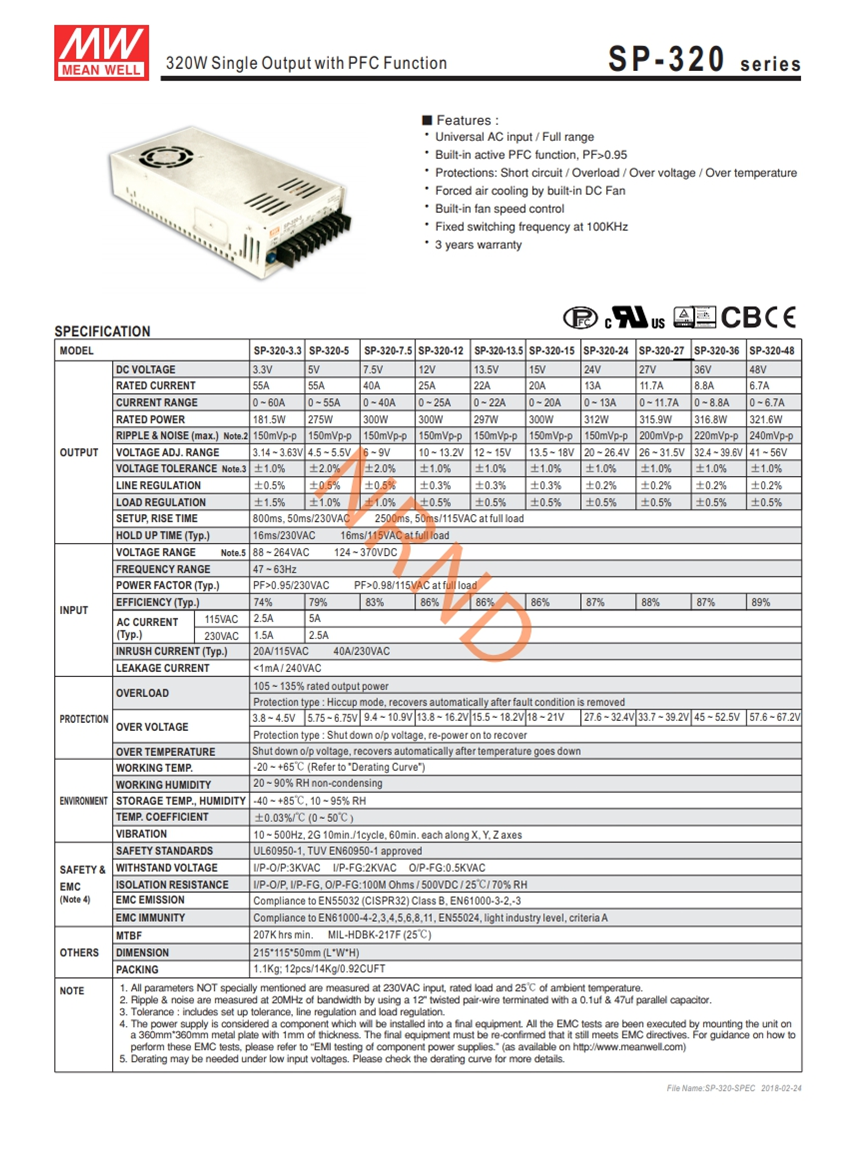 MW
MEAN WELL
320W Single Output with PFC Function
SP-320 series
■ Features :
• Universal AC input / Full range
• Built-in active PFC function, PF>0.95
• Protections: Short circuit / Overload / Over voltage / Over temperature
• Forced air cooling by built-in DC Fan
• Built-in fan speed control
• Fixed switching frequency at 100KHz
• 3 years warranty
SPECIFICATION
PFC c RU US CB CE
MODEL SP-320-3.3 SP-320-5 SP-320-7.5 SP-320-12 SP-320-13.5 SP-320-15 SP-320-24 SP-320-27 SP-320-36 SP-320-48
OUTPUT
DC VOLTAGE 3.3V 5V 7.5V 12V 13.5V 15V 24V 27V 36V 48V
RATED CURRENT 55A 55A 40A 25A 22A 20A 13A 11.7A 8.8A 6.7A
CURRENT RANGE 0 ~ 60A 0 ~ 55A 0 ~ 40A 0 ~ 25A 0 ~ 22A 0 ~ 20A 0 ~ 13A 0 ~ 11.7A 0 ~ 8.8A 0 ~ 6.7A
RATED POWER 181.5W 275W 300W 300W 297W 300W 312W 315.9W 316.8W 321.6W
RIPPLE & NOISE (max.) Note.2 150mVp-p 150mVp-p 150mVp-p 150mVp-p 150mVp-p 150mVp-p 150mVp-p 200mVp-p 220mVp-p 240mVp-p
VOLTAGE ADJ. RANGE 3.14 ~ 3.63V 4.5 ~ 5.5V 6 ~ 9V 10 ~ 13.2V 12 ~ 15V 13.5 ~ 18V 20 ~ 26.4V 26 ~ 31.5V 32.4 ~ 39.6V 41 ~ 56V
VOLTAGE TOLERANCE Note.3 ±1.0% ±2.0% ±2.0% ±1.0% ±1.0% ±1.0% ±1.0% ±1.0% ±1.0% ±1.0%
LINE REGULATION ±0.5% ±0.5% ±0.5% ±0.3% ±0.3% ±0.3% ±0.2% ±0.2% ±0.2% ±0.2%
LOAD REGULATION ±1.5% ±1.0% ±1.0% ±0.5% ±0.5% ±0.5% ±0.5% ±0.5% ±0.5% ±0.5%
SETUP, RISE TIME 800ms, 50ms/230VAC 2500ms, 50ms/115VAC at full load
HOLD UP TIME (Typ.) 16ms/230VAC 16ms/115VAC at full load
NRND
INPUT
VOLTAGE RANGE Note.5 88 ~ 264VAC 124 ~ 370VDC
FREQUENCY RANGE 47 ~ 63Hz
POWER FACTOR (Typ.) PF>0.95/230VAC PF>0.98/115VAC at full load
EFFICIENCY (Typ.) 74% 79% 83% 86% 86% 86% 87% 88% 87% 89%
AC CURRENT (Typ.) 115VAC 2.5A 5A
230VAC 1.5A 2.5A
INRUSH CURRENT (Typ.) 20A/115VAC 40A/230VAC
LEAKAGE CURRENT <1mA / 240VAC
PROTECTION
OVERLOAD 105 ~ 135% rated output power
Protection type : Hiccup mode, recovers automatically after fault condition is removed
OVER VOLTAGE 3.8 ~ 4.5V 5.75 ~ 6.75V 9.4 ~ 10.9V 13.8 ~ 16.2V 15.5 ~ 18.2V 18 ~ 21V 27.6 ~ 32.4V 33.7 ~ 39.2V 45 ~ 52.5V 57.6 ~ 67.2V
Protection type : Shut down o/p voltage, re-power on to recover
OVER TEMPERATURE Shut down o/p voltage, recovers automatically after temperature goes down
ENVIRONMENT
WORKING TEMP. -20 ~ +65℃ (Refer to "Derating Curve")
WORKING HUMIDITY 20 ~ 90% RH non-condensing
STORAGE TEMP., HUMIDITY -40 ~ +85℃, 10 ~ 95% RH
TEMP. COEFFICIENT ±0.03%/℃ (0 ~ 50℃)
VIBRATION 10 ~ 500Hz, 2G 10min./1cycle, 60min. each along X, Y, Z axes
SAFETY & EMC (Note 4)
SAFETY STANDARDS UL60950-1, TUV EN60950-1 approved
WITHSTAND VOLTAGE I/P-O/P:3KVAC I/P-FG:2KVAC O/P-FG:0.5KVAC
ISOLATION RESISTANCE I/P-O/P, I/P-FG, O/P-FG:100M Ohms / 500VDC / 25℃/ 70% RH
EMC EMISSION Compliance to EN55032 (CISPR32) Class B, EN61000-3-2,-3
EMC IMMUNITY Compliance to EN61000-4-2,3,4,5,6,8,11, EN55024, light industry level, criteria A
OTHERS
MTBF 207K hrs min. MIL-HDBK-217F (25℃)
DIMENSION 215*115*50mm (L*W*H)
PACKING 1.1Kg; 12pcs/14Kg/0.92CUFT
NOTE
1. All parameters NOT specially mentioned are measured at 230VAC input, rated load and 25℃ of ambient temperature.
2. Ripple & noise are measured at 20MHz of bandwidth by using a 12" twisted pair-wire terminated with a 0.1uf & 47uf parallel capacitor.
3. Tolerance : includes set up tolerance, line regulation and load regulation.
4. The power supply is considered a component which will be installed into a final equipment. All the EMC tests are been executed by mounting the unit on
a 360mm*360mm metal plate with 1mm of thickness. The final equipment must be re-confirmed that it still meets EMC directives. For guidance on how to
perform these EMC tests, please refer to “EMI testing of component power supplies.” (as available on http://www.meanwell.com)
5. Derating may be needed under low input voltages. Please check the derating curve for more details.
File Name:SP-320-SPEC 2018-02-24